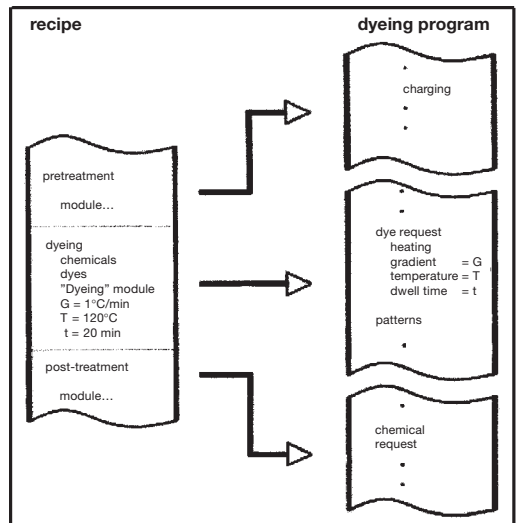 recipe
pretreatment
module...
dyeing
chemicals
dyes
”Dyeing” module
G = 1°C/min
T = 120°C
t = 20 min
post-treatment
module...
dyeing program
charging
dye request
heating
gradient = G
temperature = T
dwell time = t
patterns
chemical
request